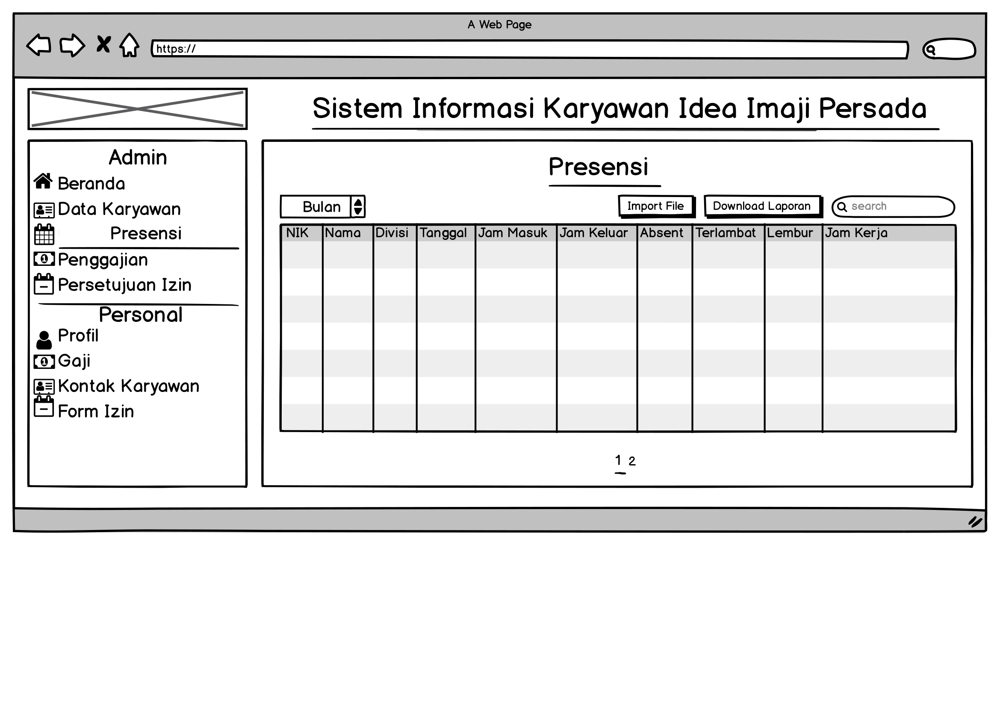 A Web Page
https://
Sistem Informasi Karyawan Idea Imaji Persada
Admin
Beranda
Data Karyawan
Presensi
Penggajian
Persetujuan Izin
Personal
Profil
Gaji
Kontak Karyawan
Form Izin
Presensi
Bulan
Import File
Download Laporan
search
NIK Nama Divisi Tanggal Jam Masuk Jam Keluar Absent Terlambat Lembur Jam Kerja
1 2